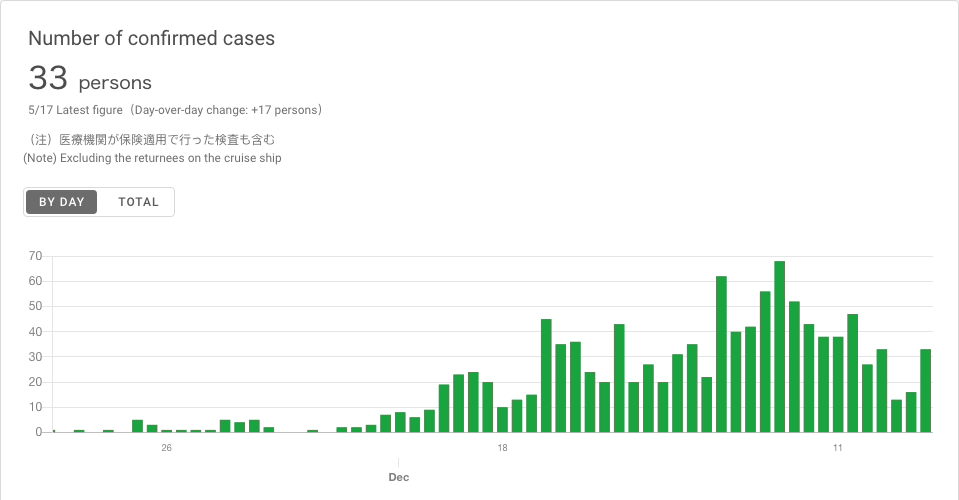 Number of confirmed cases
33 persons
5/17 Latest figure（Day-over-day change: +17 persons）
（注）医療機関が保険適用で行った検査も含む
(Note) Excluding the returnees on the cruise ship
BY DAY TOTAL
70
60
50
40
30
20
10
0
26 18 11
Dec